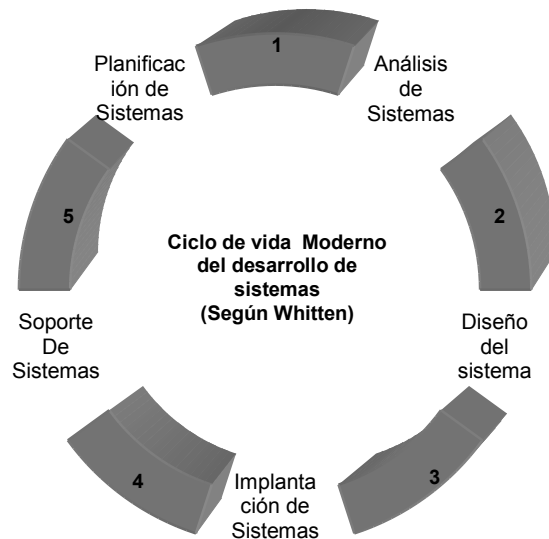 1
Planificac
ión de
Sistemas
Análisis
de
Sistemas
5
2
Ciclo de vida Moderno
del desarrollo de
sistemas
(Según Whitten)
Soporte
De
Sistemas
Diseño
del
sistema
4
3
Implanta
ción de
Sistemas